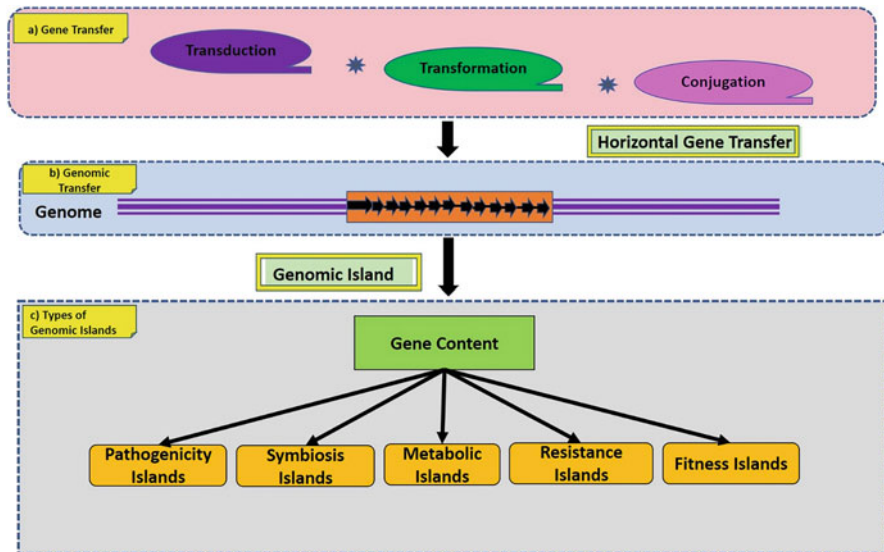 a) Gene Transfer
Transduction
Transformation
Conjugation
Horizontal Gene Transfer
b) Genomic
Transfer
Genome
Genomic Island
c) Types of
Genomic Islands
Gene Content
Pathogenicity
Islands
Symbiosis
Islands
Metabolic
Islands
Resistance
Islands
Fitness Islands